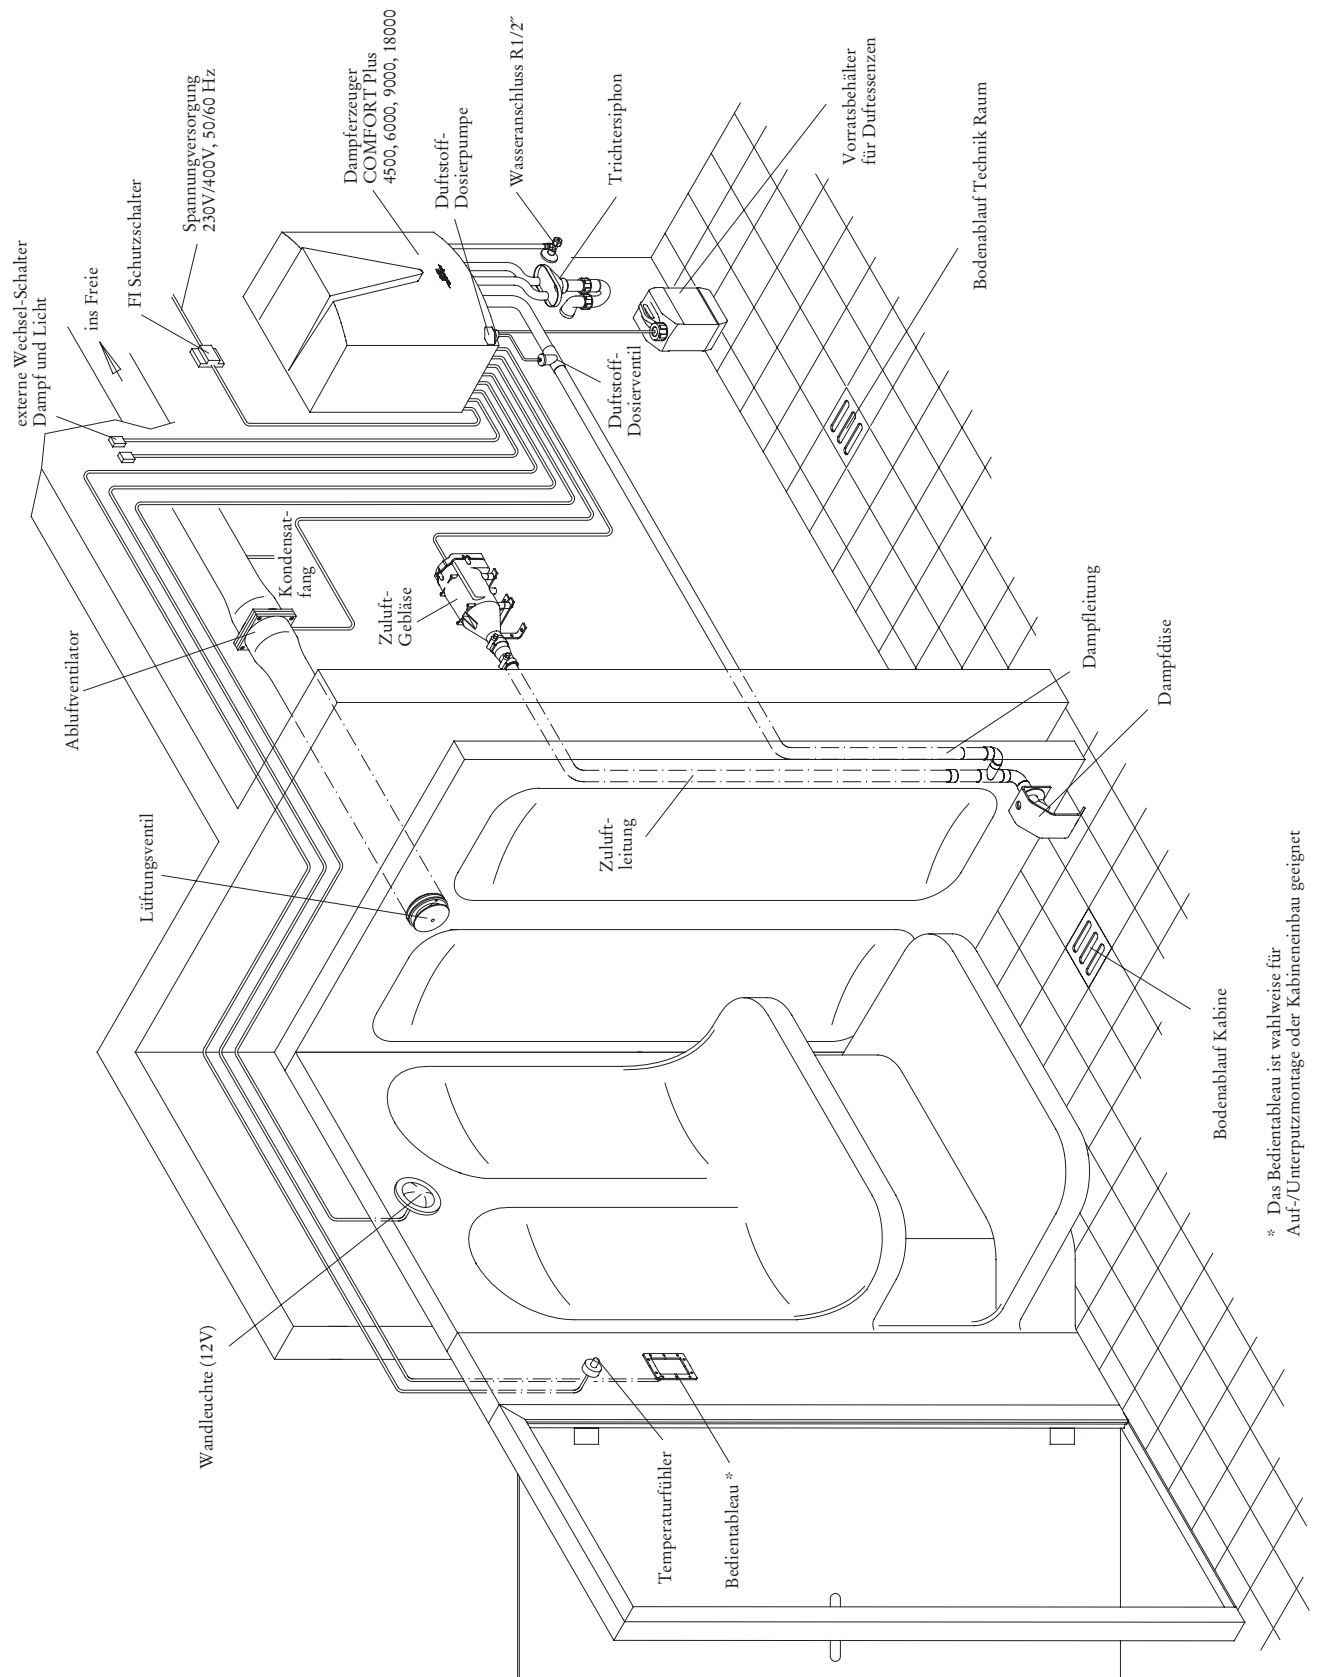 externe Wechsel-Schalter
Dampf und Licht
ins Freie
FI Schutzschalter
Spannungversorgung
230V/400V, 50/60 Hz
Dampferzeuger
COMFORT Plus
4500, 6000, 9000, 18000
Duftstoff-
Dosierpumpe
Wasseranschluss R1/2˝
Trichtersiphon
Vorratsbehälter
für Duftessenzen
Bodenablauf Technik Raum
Duftstoff-
Dosierventil
Kondensat-
fang
Zuluft-
Gebläse
Abluftventilator
Lüftungsventil
Zuluft-
leitung
Dampfleitung
Dampfdüse
Wandleuchte (12V)
Temperaturfühler
Bedientableau *
Bodenablauf Kabine
* Das Bedientableau ist wahlweise für
Auf-/Unterputzmontage oder Kabineneinbau geeignet